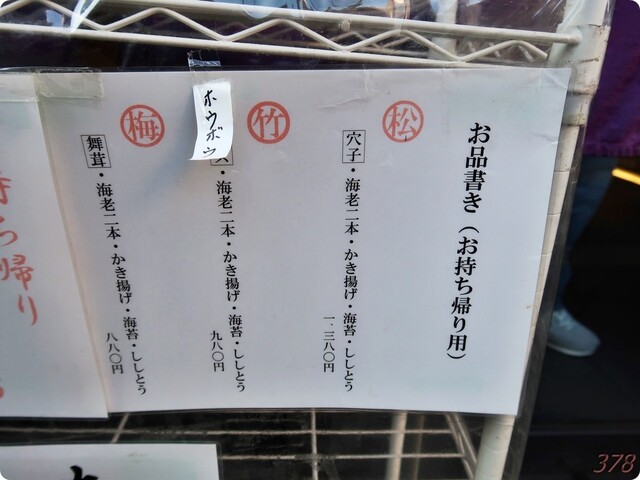 お品書き(お持ち帰り用)
松
穴子・海老二本・かき揚げ・海苔・ししとう
一、三八〇円
竹
ホウボウ
・海老二本・かき揚げ・海苔・ししとう
九八〇円
梅
舞茸・海老二本・かき揚げ・海苔・ししとう
八八〇円
ち帰り
378